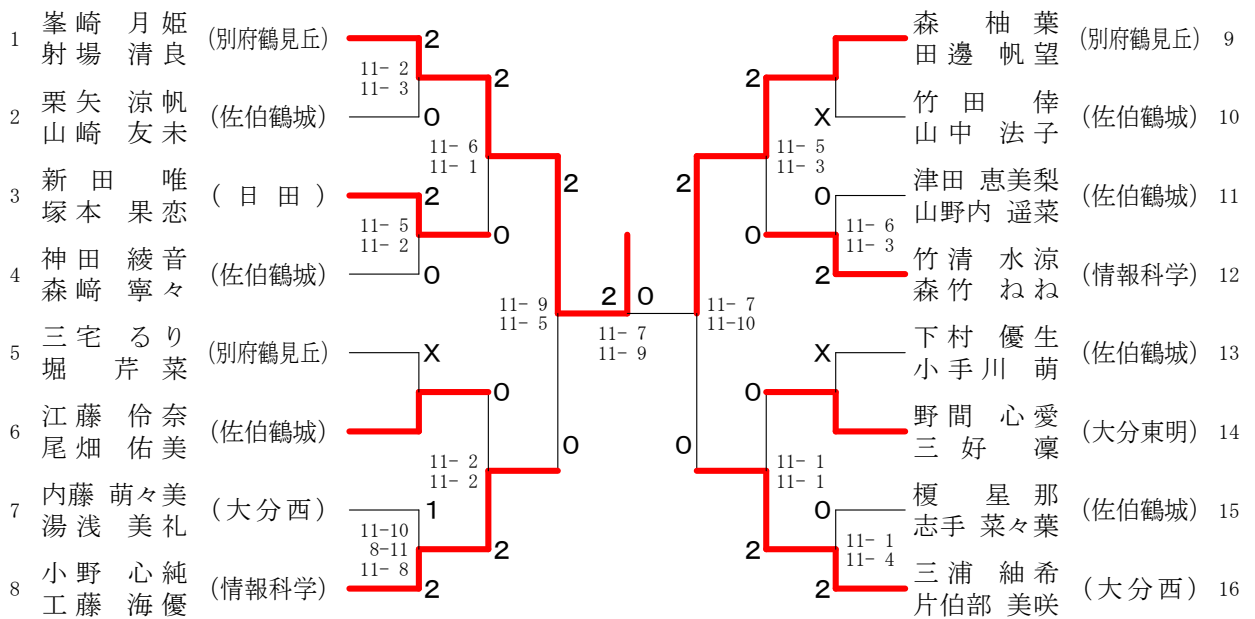 1 峯崎 月姫 (別府鶴見丘) 2
射場 清良
11- 2
11- 3
2
2 栗矢 涼帆 (佐伯鶴城) 0
山崎 友未
11- 6
11- 1
2
3 新田 唯 (日田) 2
塚本 果恋
11- 5
11- 2
0
4 神田 綾音 (佐伯鶴城) 0
森﨑 寧々
11- 9
11- 5
2
5 三宅 るり (別府鶴見丘) X
堀 芹菜
0
6 江藤 伶奈 (佐伯鶴城)
尾畑 佑美
11- 2
11- 2
0
7 内藤 萌々美 (大分西) 1
湯浅 美礼
11-10
8-11
11- 8
2
8 小野 心純 (情報科学) 2
工藤 海優
0
11- 7
11- 9
森 柚葉 (別府鶴見丘) 9
田邊 帆望
2
X 竹田 倖 (佐伯鶴城) 10
山中 法子
11- 5
11- 3
2
0 津田 恵美梨 (佐伯鶴城) 11
山野内 遥菜
11- 6
11- 3
0
2 竹清 水涼 (情報科学) 12
森竹 ねね
11- 7
11-10
X 下村 優生 (佐伯鶴城) 13
小手川 萌
0
野間 心愛 (大分東明) 14
三好 凜
11- 1
11- 1
0
0 榎 星那 (佐伯鶴城) 15
志手 菜々葉
11- 1
11- 4
2
2 三浦 紬希 (大分西) 16
片伯部 美咲